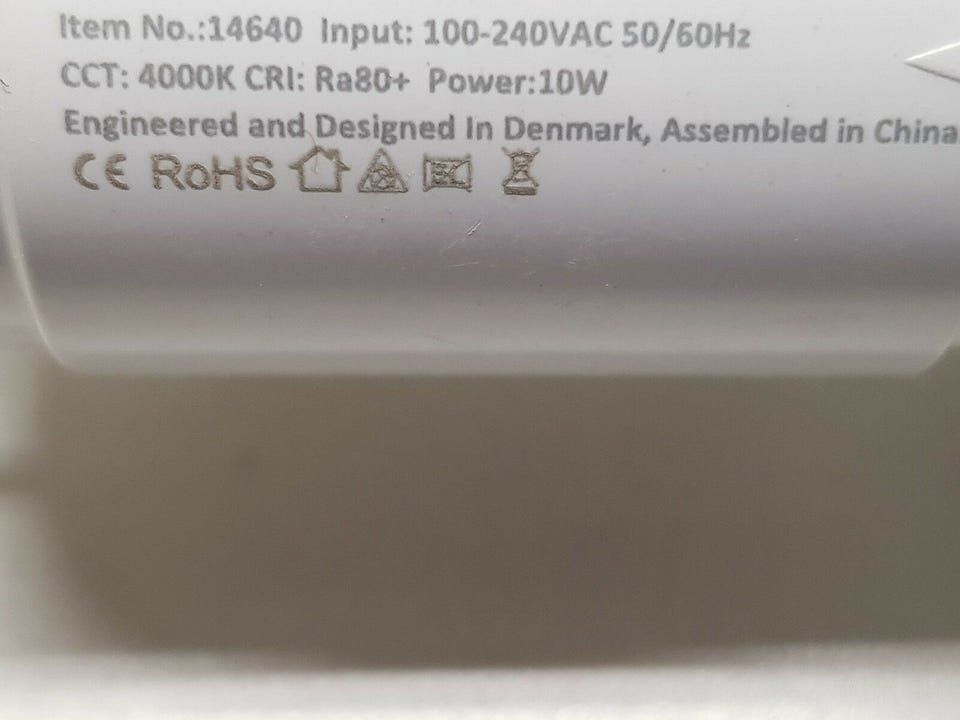 Item No.:14640 Input: 100-240VAC 50/60Hz
CCT: 4000K CRI: Ra80+ Power:10W
Engineered and Designed In Denmark, Assembled in China
CE RoHS